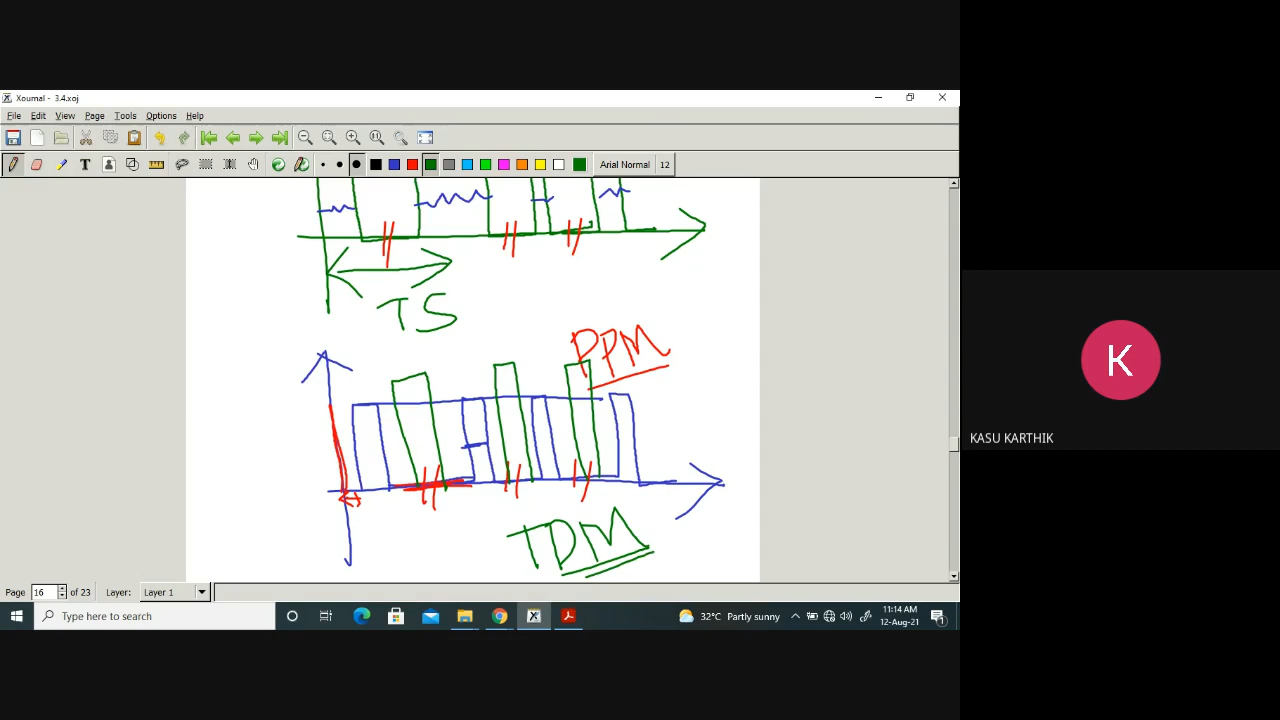 Xournal - 3.4.xoj
File Edit View Page Tools Options Help
Arial Normal 12
TS
PPM
TDM
K
KASU KARTHIK
Page 16 of 23 Layer: Layer 1
Type here to search
32°C Partly sunny
11:14 AM
12-Aug-21
1